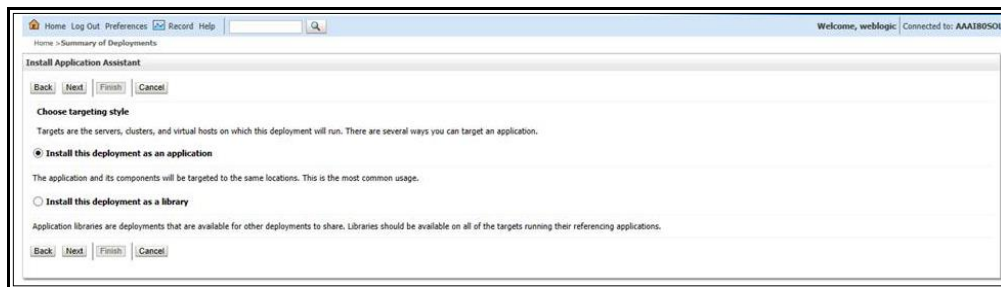 Home Log Out Preferences Record Help Welcome, weblogic Connected to: AAAIB0SOL
Home >Summary of Deployments
Install Application Assistant
Back Next Finish Cancel
Choose targeting style
Targets are the servers, clusters, and virtual hosts on which this deployment will run. There are several ways you can target an application.
Install this deployment as an application
The application and its components will be targeted to the same locations. This is the most common usage.
Install this deployment as a library
Application libraries are deployments that are available for other deployments to share. Libraries should be available on all of the targets running their referencing applications.
Back Next Finish Cancel